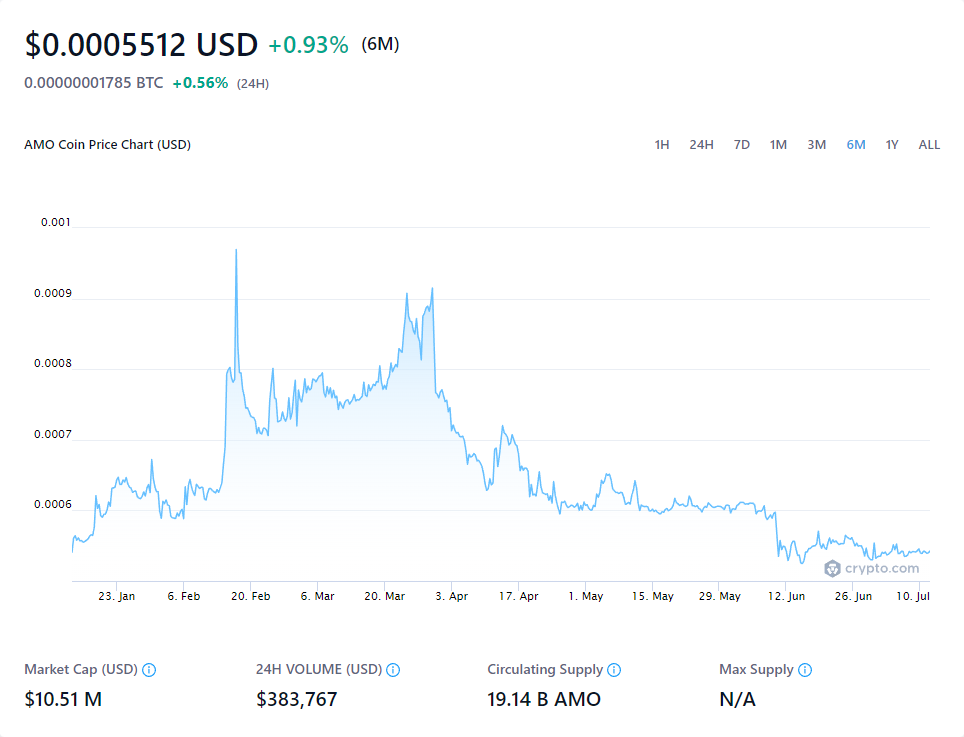 $0.0005512 USD +0.93% (6M)
0.00000001785 BTC +0.56% (24H)
AMO Coin Price Chart (USD) 1H 24H 7D 1M 3M 6M 1Y ALL
0.001
0.0009
0.0008
0.0007
0.0006
crypto.com
23. Jan 6. Feb 20. Feb 6. Mar 20. Mar 3. Apr 17. Apr 1. May 15. May 29. May 12. Jun 26. Jun 10. Jul
Market Cap (USD) 24H VOLUME (USD) Circulating Supply Max Supply
$10.51 M $383,767 19.14 B AMO N/A